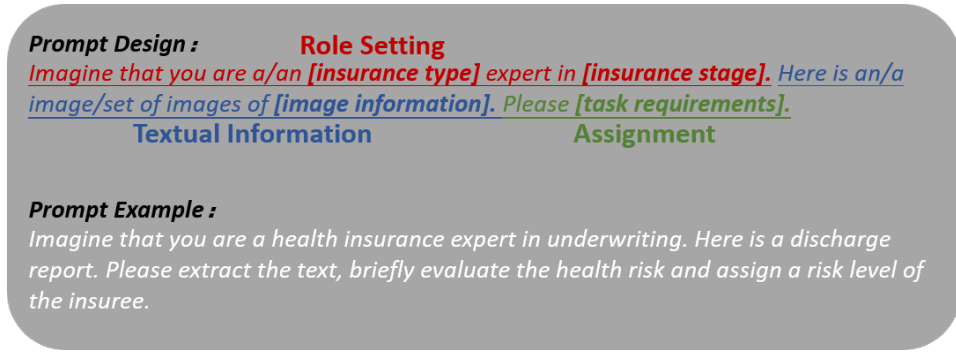 Prompt Design: Role Setting
Imagine that you are a/an [insurance type] expert in [insurance stage]. Here is an/a
image/set of images of [image information]. Please [task requirements].
Textual Information Assignment
Prompt Example:
Imagine that you are a health insurance expert in underwriting. Here is a discharge
report. Please extract the text, briefly evaluate the health risk and assign a risk level of
the insuree.